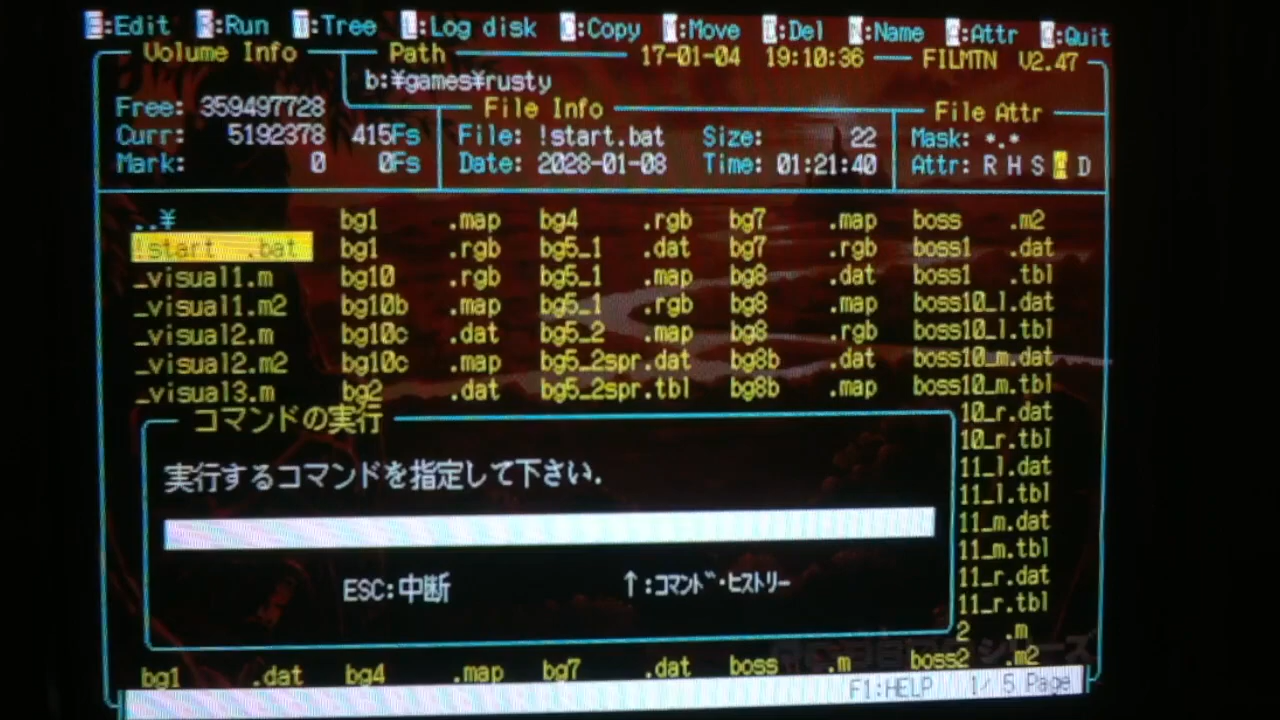 E:Edit R:Run T:Tree L:Log disk C:Copy M:Move D:Del N:Name A:Attr Q:Quit
Volume Info Path 17-01-04 19:10:36 FILMTN V2.47
b:¥games¥rusty
Free: 359497728 File Info File Attr
Curr: 5192378 415Fs File: !start.bat Size: 22 Mask: *.*
Mark: 0 0Fs Date: 2028-01-08 Time: 01:21:40 Attr: R H S A D
..¥ bg1 .map bg4 .rgb bg7 .map boss .m2
!start .bat bg1 .rgb bg5_1 .dat bg7 .rgb boss1 .dat
_visual1.m bg10 .rgb bg5_1 .map bg8 .dat boss1 .tbl
_visual1.m2 bg10b .map bg5_1 .rgb bg8 .map boss10_l.dat
_visual2.m bg10c .dat bg5_2 .map bg8 .rgb boss10_l.tbl
_visual2.m2 bg10c .map bg5_2spr.dat bg8b .dat boss10_m.dat
_visual3.m bg2 .dat bg5_2spr.tbl bg8b .map boss10_m.tbl
コマンドの実行 10_r.dat
10_r.tbl
実行するコマンドを指定して下さい. 11_l.dat
11_l.tbl
11_m.dat
11_m.tbl
ESC:中断 ↑:コマンド・ヒストリー 11_r.dat
11_r.tbl
2 .m
bg1 .dat bg4 .map bg7 .dat boss .m boss2 .m2
F1:HELP 1/ 5 Page